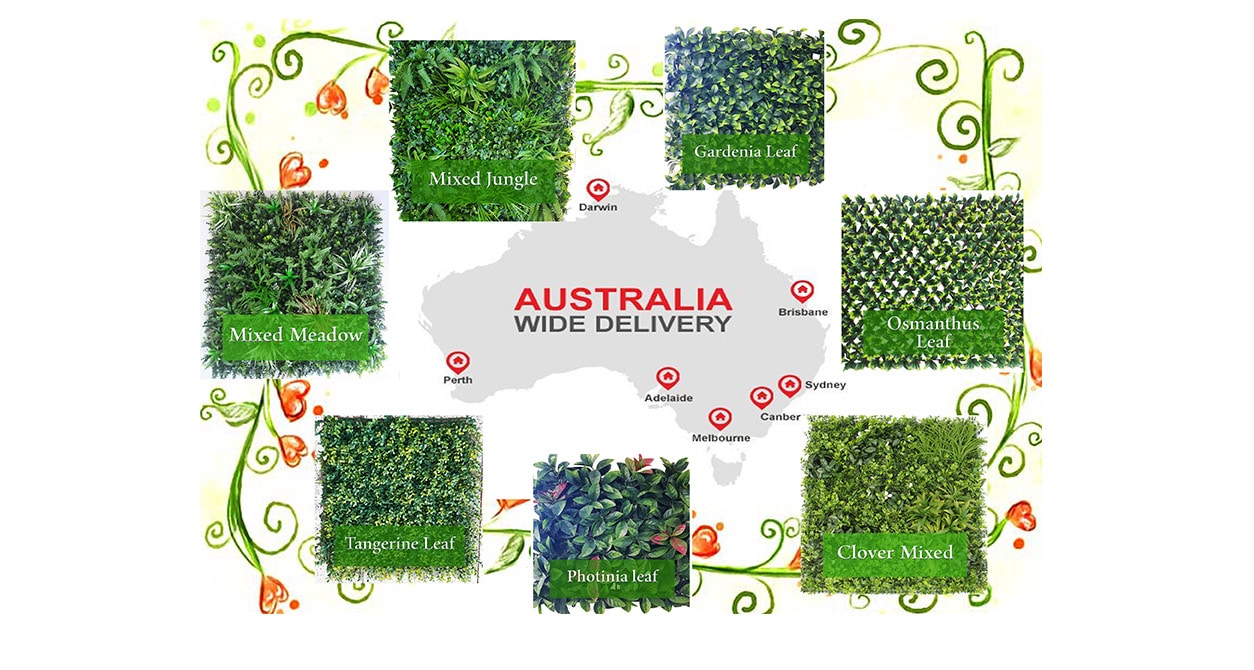 Gardenia Leaf
Mixed Jungle
Darwin
AUSTRALIA
WIDE DELIVERY
Brisbane
Osmanthus
Leaf
Mixed Meadow
Perth
Adelaide
Sydney
Canber
Melbourne
Tangerine Leaf
Clover Mixed
Photinia leaf